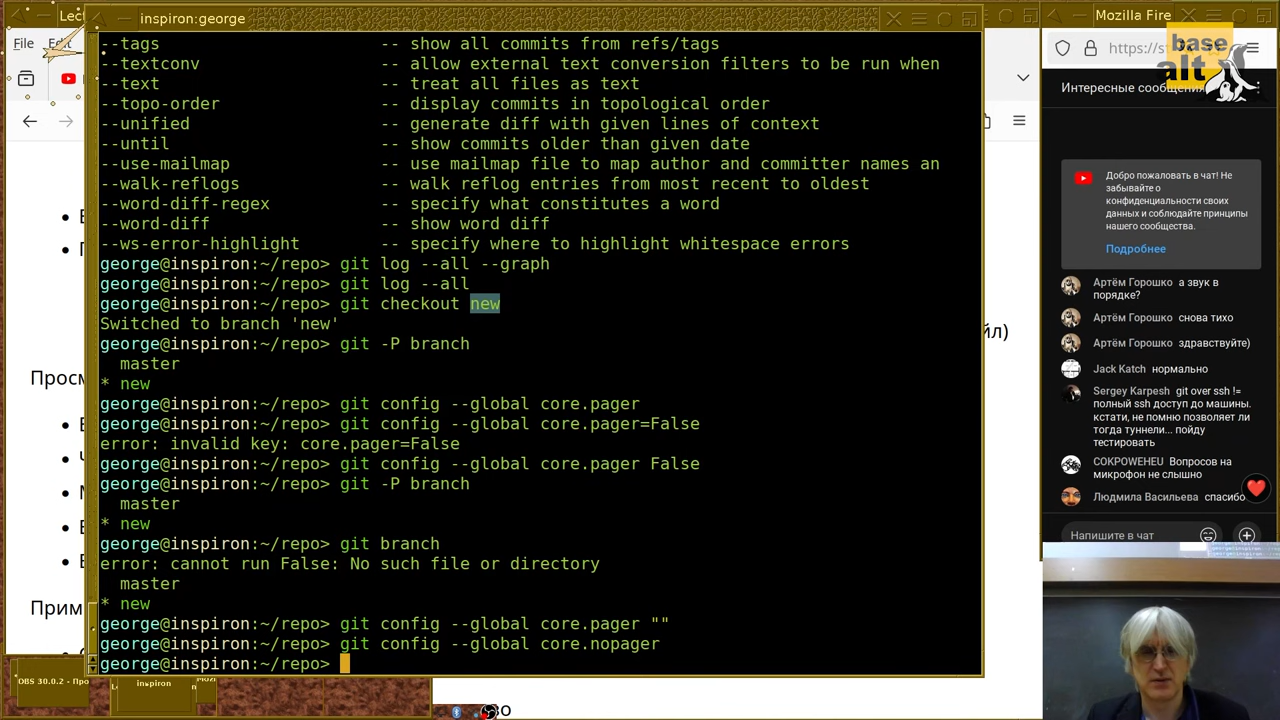 Lect
inspiron:george
Mozilla Fire
File
Edit
https://s
base
alt
Интересные сообщения
--tags -- show all commits from refs/tags
--textconv -- allow external text conversion filters to be run when
--text -- treat all files as text
--topo-order -- display commits in topological order
--unified -- generate diff with given lines of context
--until -- show commits older than given date
--use-mailmap -- use mailmap file to map author and committer names an
--walk-reflogs -- walk reflog entries from most recent to oldest
--word-diff-regex -- specify what constitutes a word
--word-diff -- show word diff
--ws-error-highlight -- specify where to highlight whitespace errors
george@inspiron:~/repo> git log --all --graph
george@inspiron:~/repo> git log --all
george@inspiron:~/repo> git checkout new
Switched to branch 'new'
george@inspiron:~/repo> git -P branch
master
* new
george@inspiron:~/repo> git config --global core.pager
george@inspiron:~/repo> git config --global core.pager=False
error: invalid key: core.pager=False
george@inspiron:~/repo> git config --global core.pager False
george@inspiron:~/repo> git -P branch
master
* new
george@inspiron:~/repo> git branch
error: cannot run False: No such file or directory
master
* new
george@inspiron:~/repo> git config --global core.pager ""
george@inspiron:~/repo> git config --global core.nopager
george@inspiron:~/repo>
йл)
Просм
Прим
OBS 30.0.2 - Про
inspiron
во
Добро пожаловать в чат! Не
забывайте о
конфиденциальности своих
данных и соблюдайте принципы
нашего сообщества.
Подробнее
Артём Горошко а звук в
порядке?
Артём Горошко снова тихо
Артём Горошко здравствуйте)
Jack Katch нормально
Sergey Karpesh git over ssh !=
полный ssh доступ до машины.
кстати, не помню позволяет ли
тогда туннели... пойду
тестировать
COKPOWEHEU Вопросов на
микрофон не слышно
Людмила Васильева спасибо
Напишите в чат